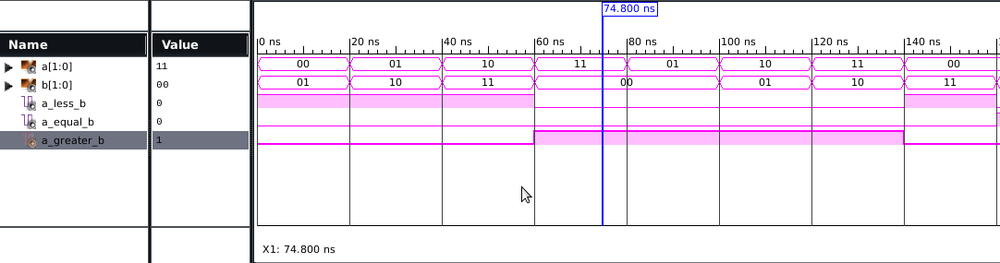 74.800 ns
Name Value 0 ns 20 ns 40 ns 60 ns 80 ns 100 ns 120 ns 140 ns
a[1:0] 11 00 01 10 11 01 10 11 00
b[1:0] 00 01 10 11 00 01 10 11
a_less_b 0
a_equal_b 0
a_greater_b 1
X1: 74.800 ns